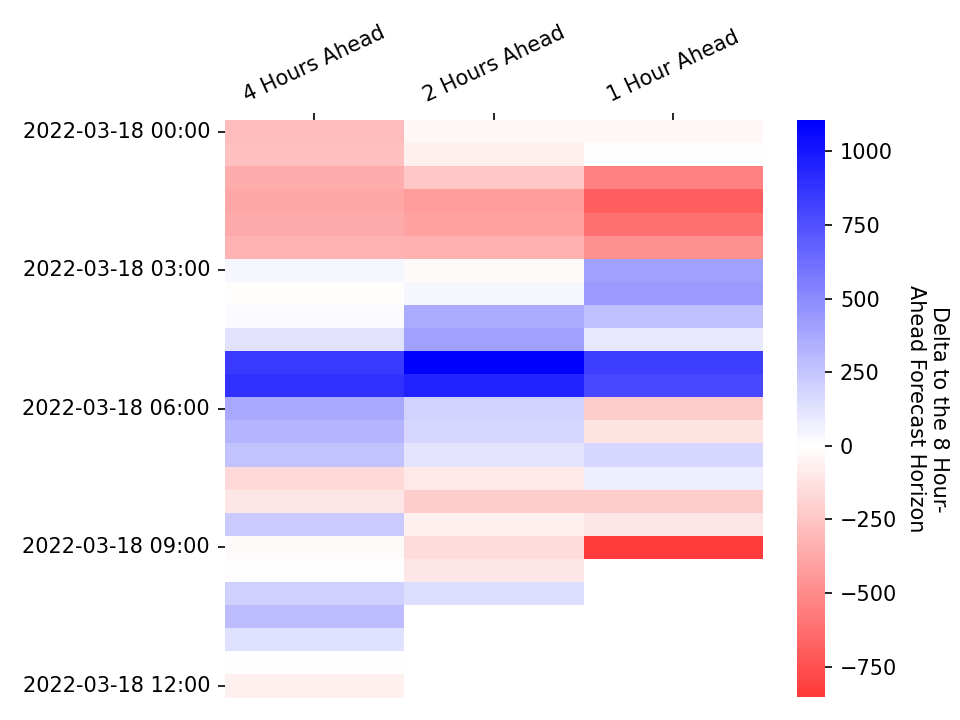 4 Hours Ahead
2 Hours Ahead
1 Hour Ahead
2022-03-18 00:00
2022-03-18 03:00
2022-03-18 06:00
2022-03-18 09:00
2022-03-18 12:00
1000
750
500
250
0
−250
−500
−750
Delta to the 8 Hour-
Ahead Forecast Horizon